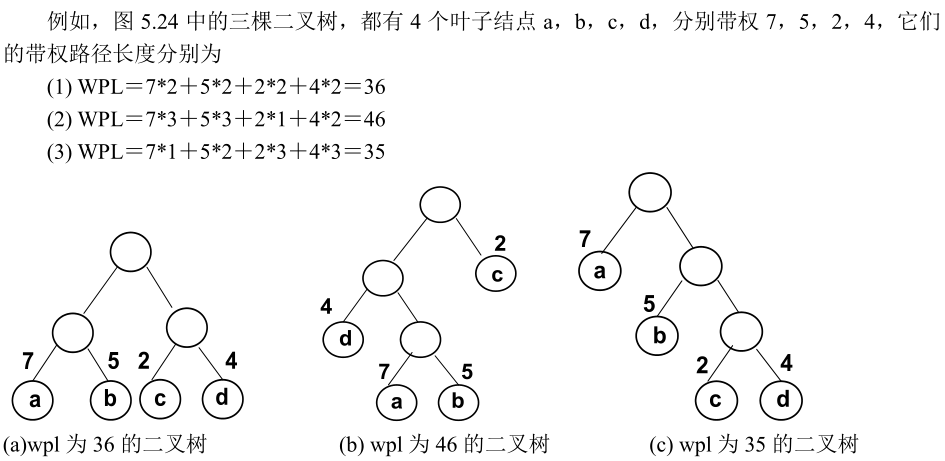 例如，图 5.24 中的三棵二叉树，都有 4 个叶子结点 a，b，c，d，分别带权 7，5，2，4，它们
的带权路径长度分别为
(1) WPL＝7*2＋5*2＋2*2＋4*2＝36
(2) WPL＝7*3＋5*3＋2*1＋4*2＝46
(3) WPL＝7*1＋5*2＋2*3＋4*3＝35
7 5 2 4
a b c d
2
c
4
d
7 5
a b
7
a
5
b
2 4
c d
(a)wpl 为 36 的二叉树
(b) wpl 为 46 的二叉树
(c) wpl 为 35 的二叉树